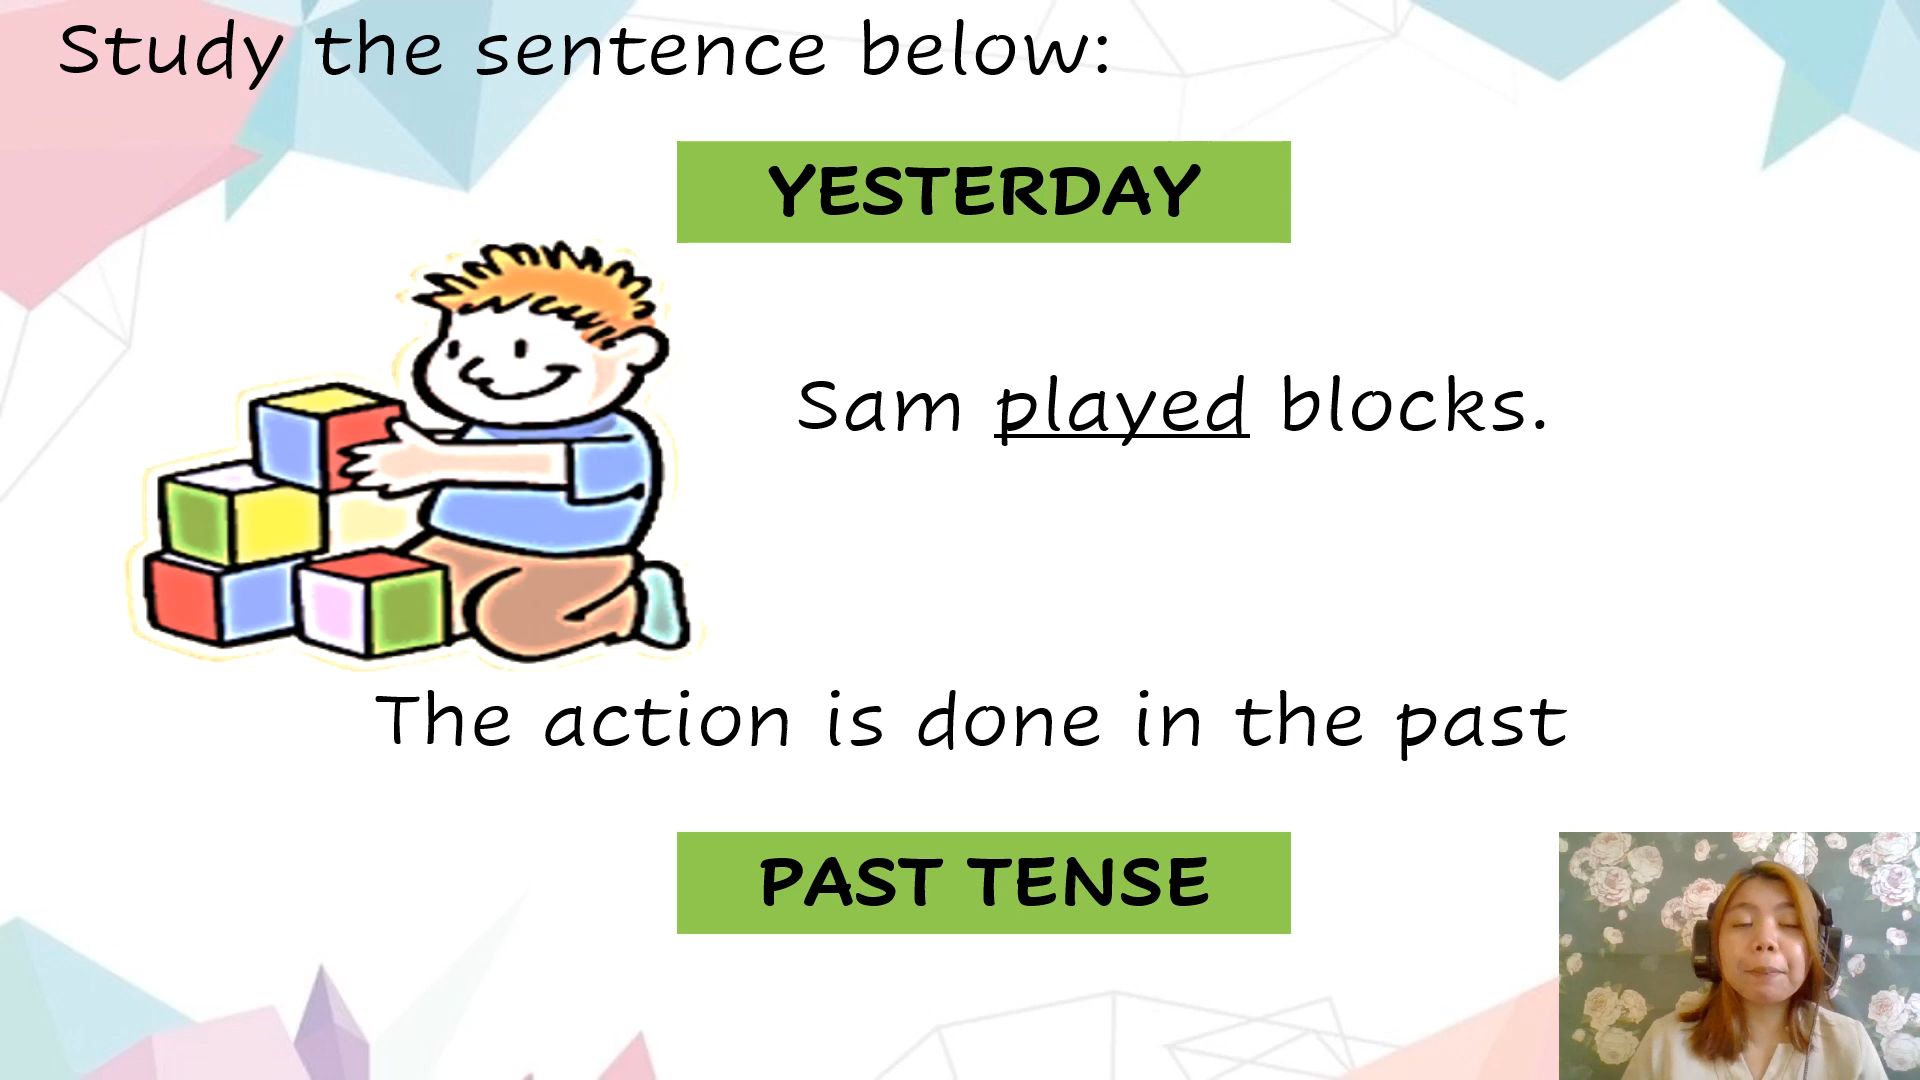 Study the sentence below:
YESTERDAY
Sam played blocks.
The action is done in the past
PAST TENSE